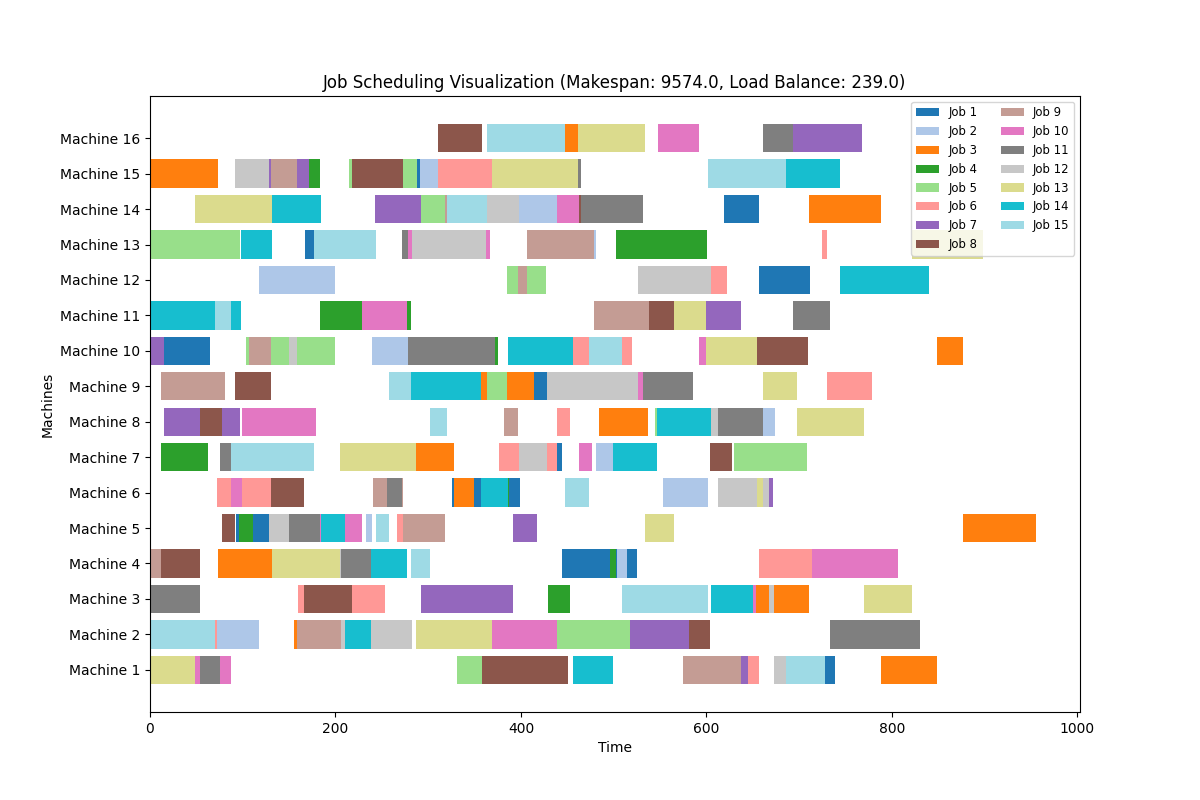 Job Scheduling Visualization (Makespan: 9574.0, Load Balance: 239.0)
Machine 16
Machine 15
Machine 14
Machine 13
Machine 12
Machine 11
Machine 10
Machine 9
Machine 8
Machine 7
Machine 6
Machine 5
Machine 4
Machine 3
Machine 2
Machine 1
Machines
Job 1
Job 2
Job 3
Job 4
Job 5
Job 6
Job 7
Job 8
Job 9
Job 10
Job 11
Job 12
Job 13
Job 14
Job 15
0 200 400 600 800 1000
Time